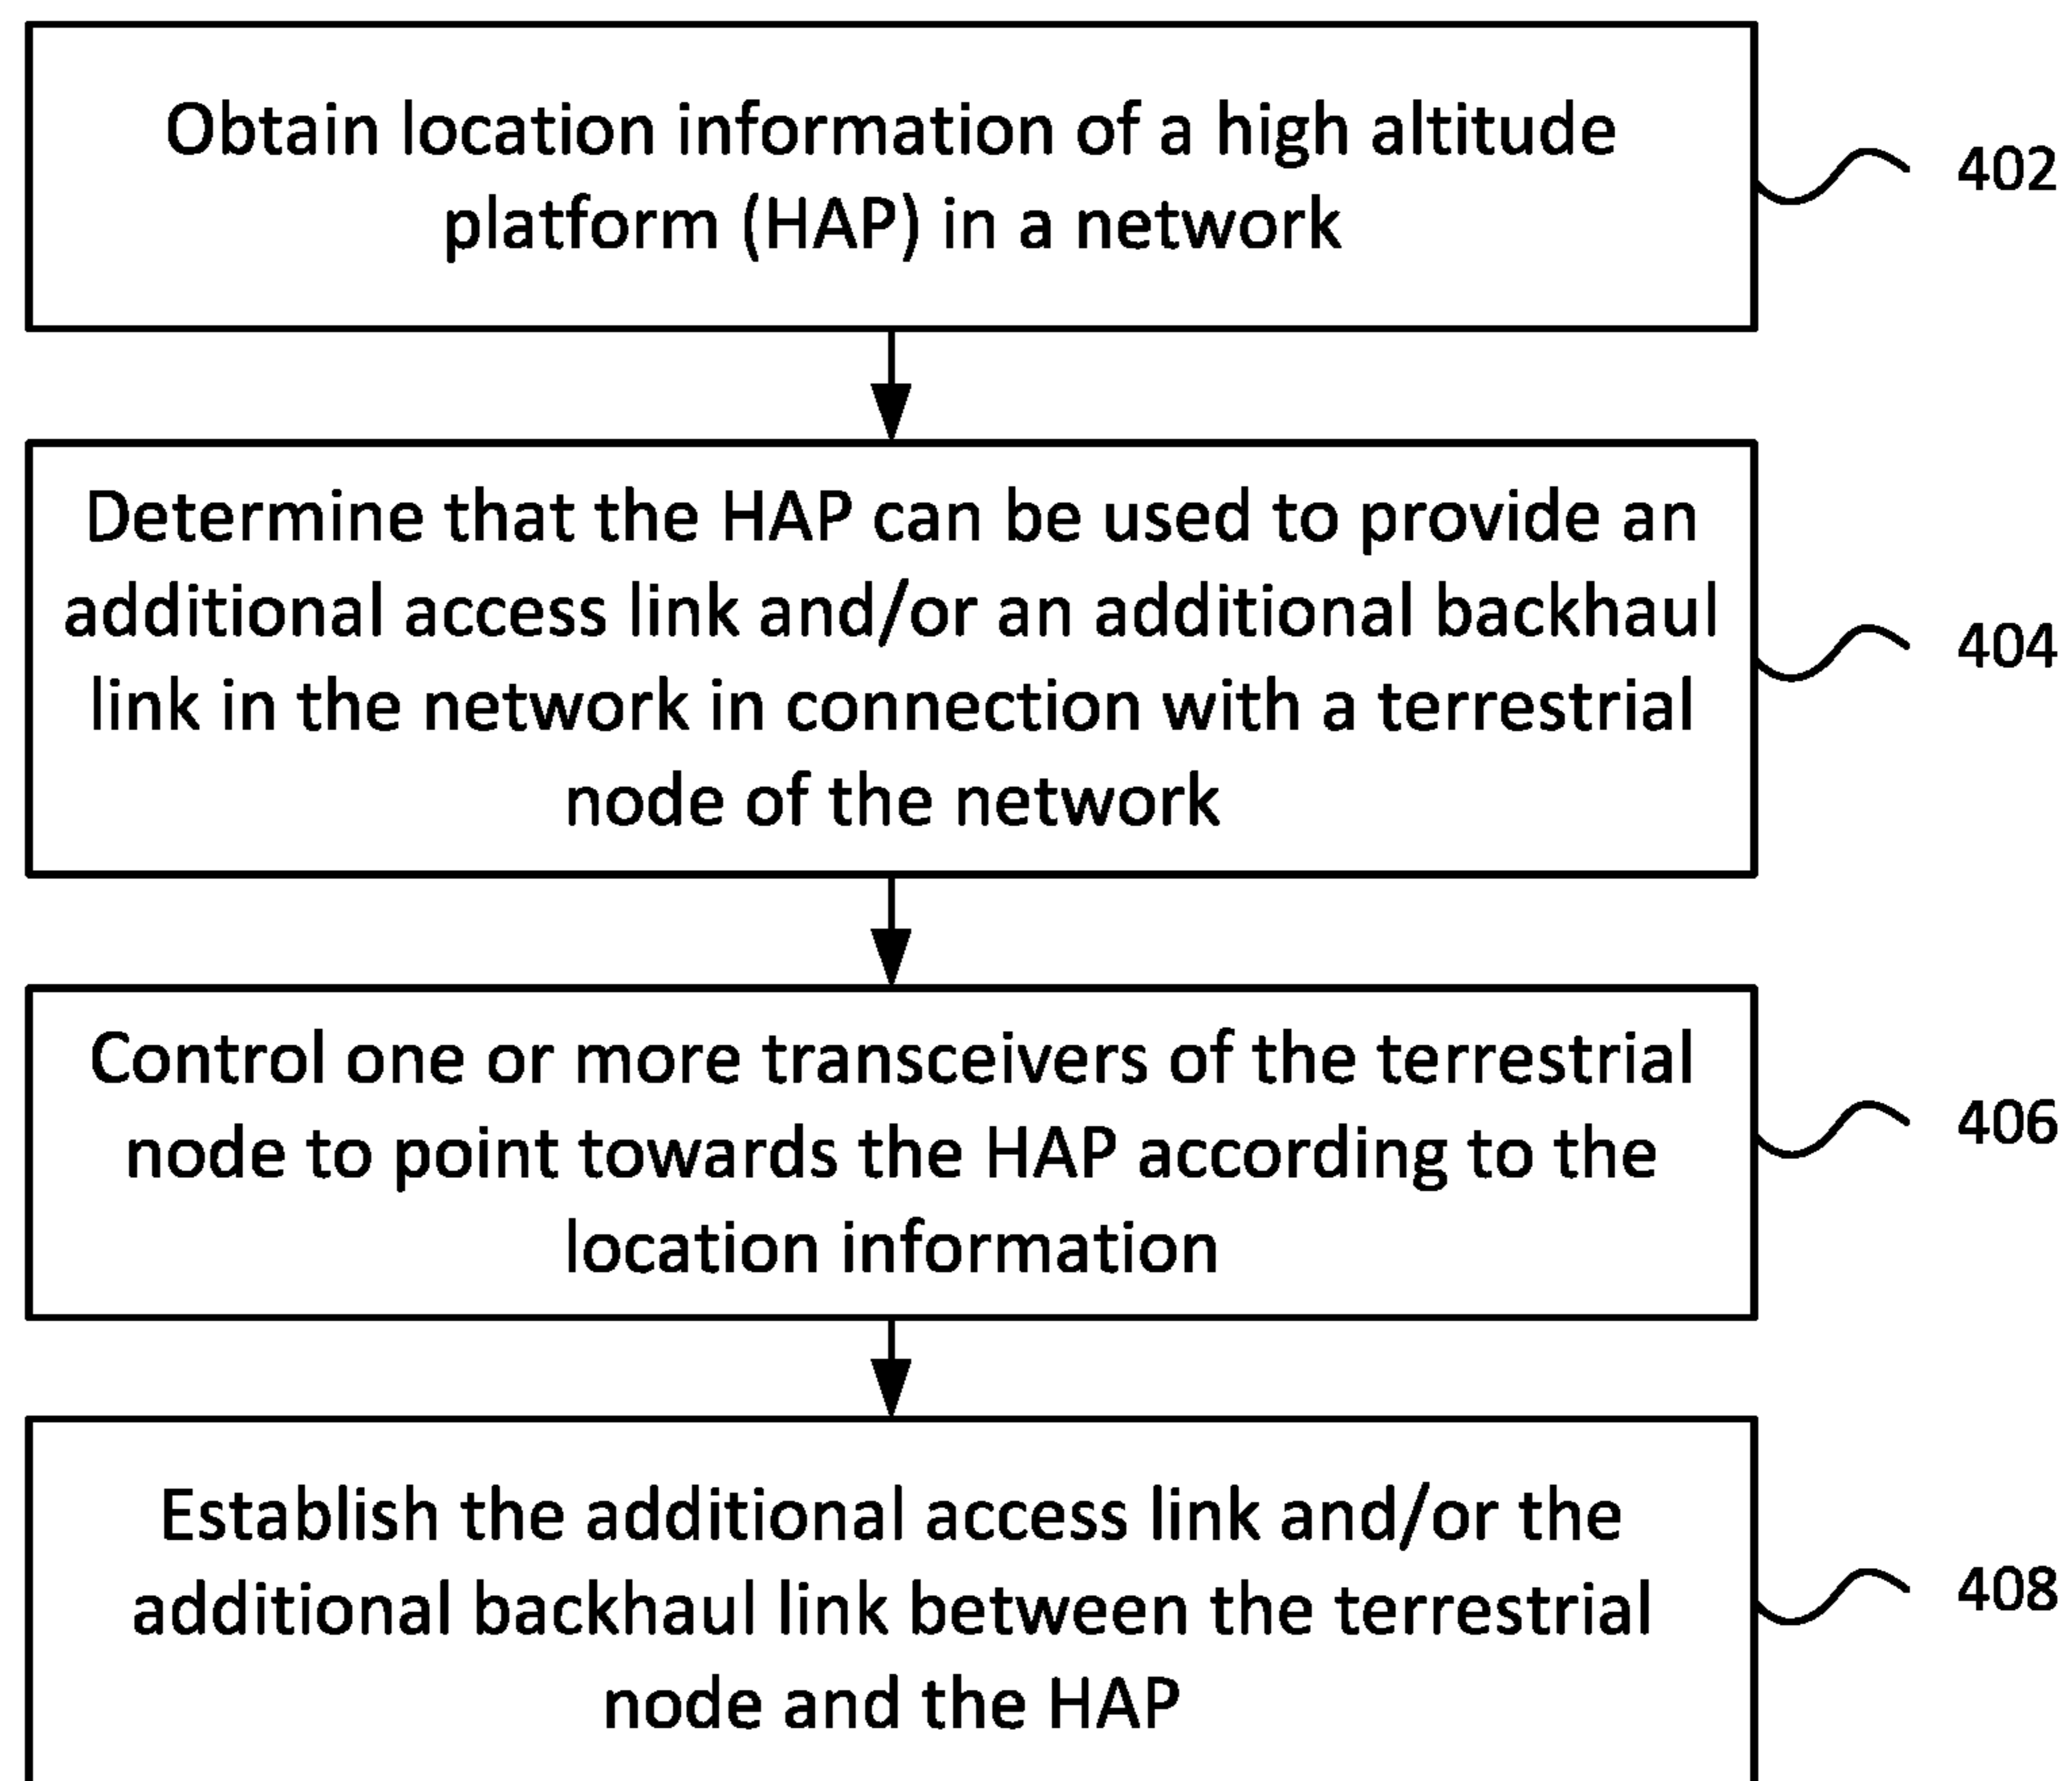 Obtain location information of a high altitude
platform (HAP) in a network
402
Determine that the HAP can be used to provide an
additional access link and/or an additional backhaul
link in the network in connection with a terrestrial
node of the network
404
Control one or more transceivers of the terrestrial
node to point towards the HAP according to the
location information
406
Establish the additional access link and/or the
additional backhaul link between the terrestrial
node and the HAP
408